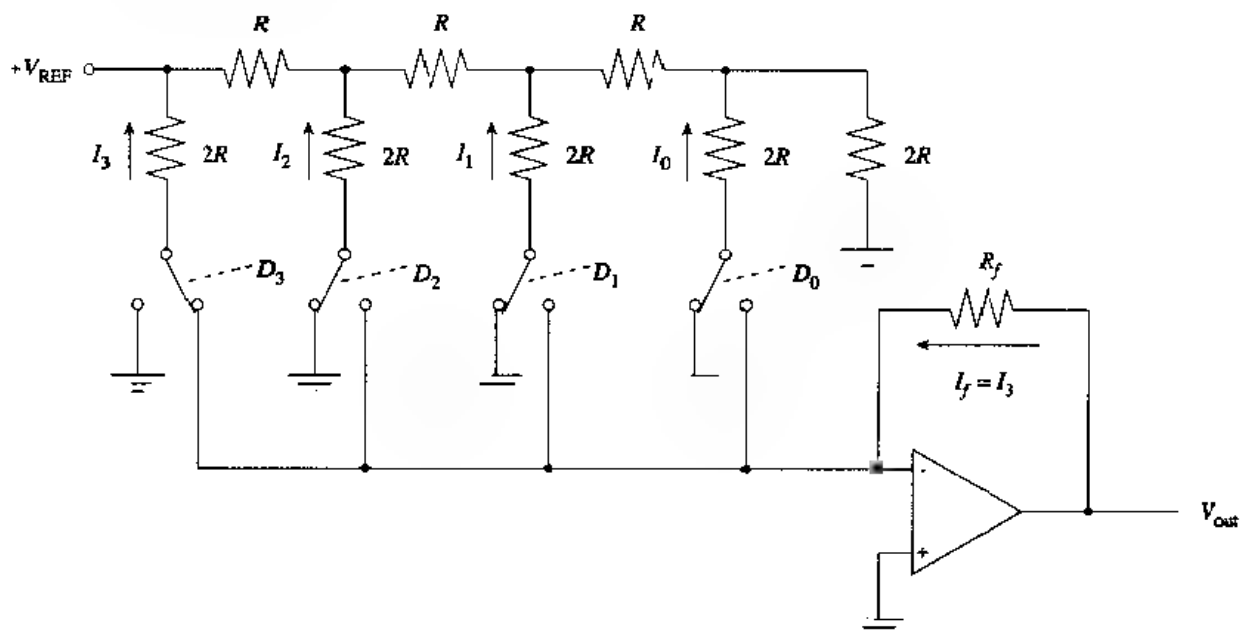 R R R
+V_REF
I_3 2R I_2 2R I_1 2R I_0 2R 2R
D_3 D_2 D_1 D_0
R_f
I_f = I_3
-
+
V_out